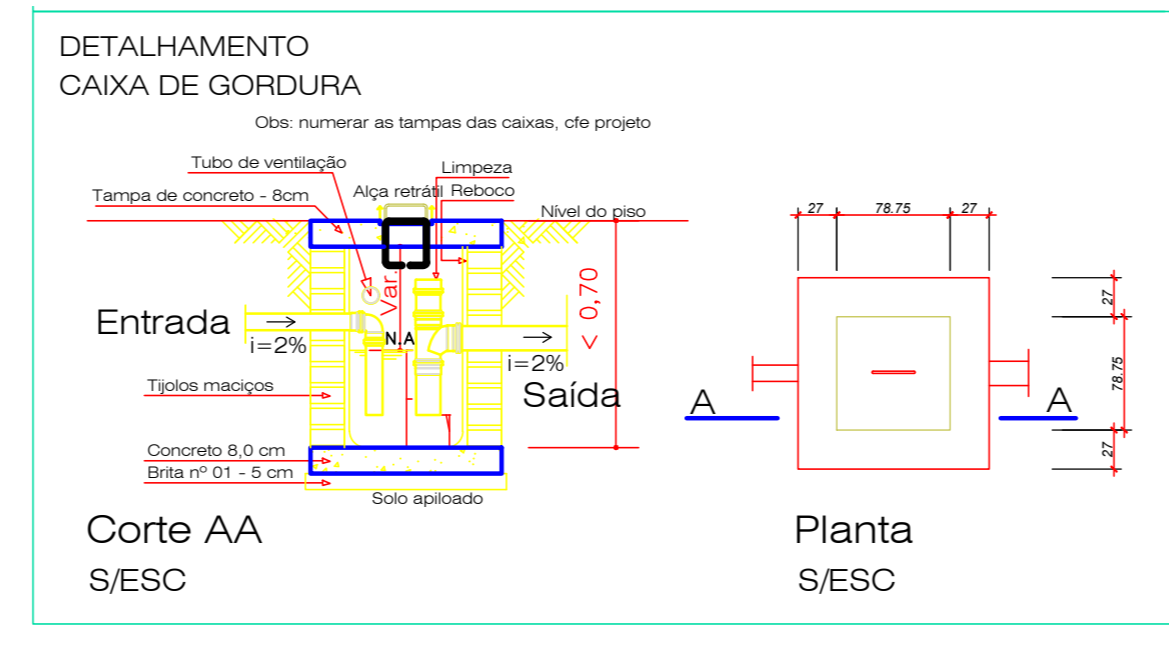 DETALHAMENTO
CAIXA DE GORDURA
Obs: numerar as tampas das caixas, cfe projeto
Tubo de ventilação
Limpeza
Tampa de concreto - 8cm
Alça retrátil
Reboco
Nível do piso
Var.
< 0,70
Entrada
i=2%
N.A
i=2%
Saída
Tijolos maciços
Concreto 8,0 cm
Brita nº 01 - 5 cm
Solo apiloado
Corte AA
S/ESC
27
78.75
27
27
78.75
27
A
A
Planta
S/ESC